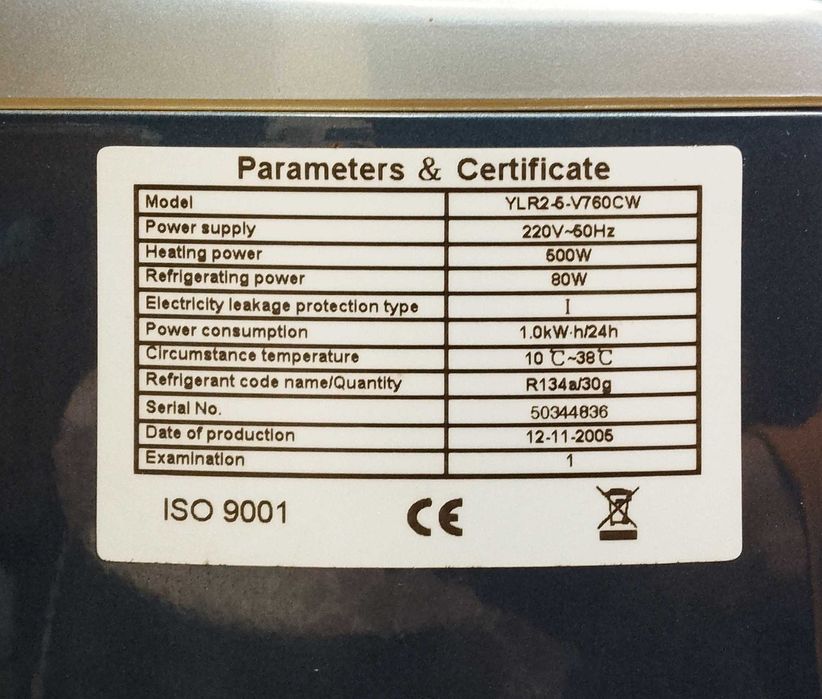 Parameters & Certificate
Model YLR2-5-V760CW
Power supply 220V~50Hz
Heating power 500W
Refrigerating power 80W
Electricity leakage protection type I
Power consumption 1.0kW·h/24h
Circumstance temperature 10℃~38℃
Refrigerant code name/Quantity R134a/30g
Serial No. 50344836
Date of production 12-11-2005
Examination 1
ISO 9001 CE